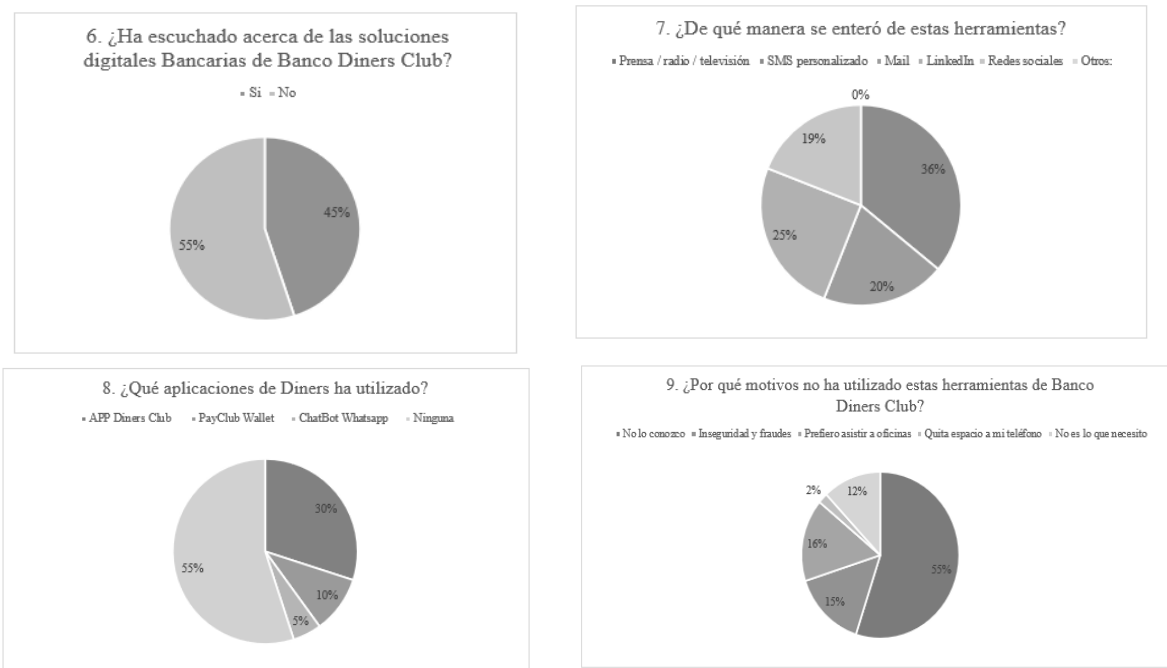 6. ¿Ha escuchado acerca de las soluciones
digitales Bancarias de Banco Diners Club?
Si No
45%
55%
7. ¿De qué manera se enteró de estas herramientas?
Prensa / radio / televisión SMS personalizado Mail LinkedIn Redes sociales Otros:
0%
19%
36%
25%
20%
8. ¿Qué aplicaciones de Diners ha utilizado?
APP Diners Club PayClub Wallet ChatBot Whatsapp Ninguna
30%
55%
10%
5%
9. ¿Por qué motivos no ha utilizado estas herramientas de Banco
Diners Club?
No lo conozco Inseguridad y fraudes Prefiero asistir a oficinas Quita espacio a mi teléfono No es lo que necesito
2%
12%
16%
55%
15%